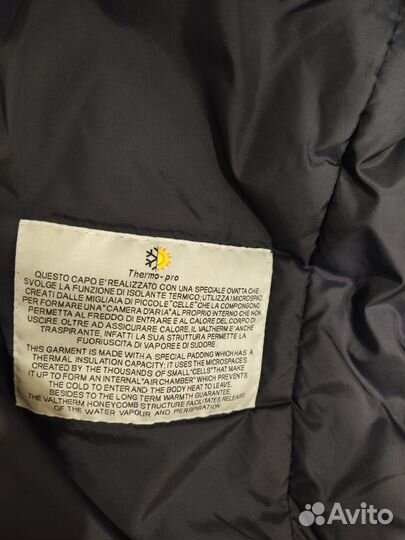 Thermo-pro
QUESTO CAPO E' REALIZZATO CON UNA SPECIALE OVATTA CHE
SVOLGE LA FUNZIONE DI ISOLANTE TERMICO; UTILIZZA I MICROSPAZI
CREATI DALLE MIGLIAIA DI PICCOLE "CELLE" CHE LA COMPONGONO
PER FORMARE UNA "CAMERA D'ARIA" AL PROPRIO INTERNO CHE NON
PERMETTA AL FREDDO DI ENTRARE E AL CALORE DEL CORPO DI
USCIRE. OLTRE AD ASSICURARE CALORE, IL VALTHERM E' ANCHE
TRASPIRANTE, INFATTI LA SUA STRUTTURA PERMETTE LA
FUORIUSCITA DI VAPORE E DI SUDORE.
THIS GARMENT IS MADE WITH A SPECIAL PADDING WHICH HAS A
THERMAL INSULATION CAPACITY; IT USES THE MICROSPACES
CREATED BY THE THOUSANDS OF SMALL "CELLS" THAT MAKE
IT UP TO FORM AN INTERNAL "AIR CHAMBER" WHICH PREVENTS
THE COLD TO ENTER AND THE BODY HEAT TO LEAVE.
BESIDES TO THE LONG TERM WARMTH GUARANTEE
THE VALTHERM HONEYCOMB STRUCTURE FACILITATES RELEASE
OF THE WATER VAPOUR AND PERSPIRATION
Avito